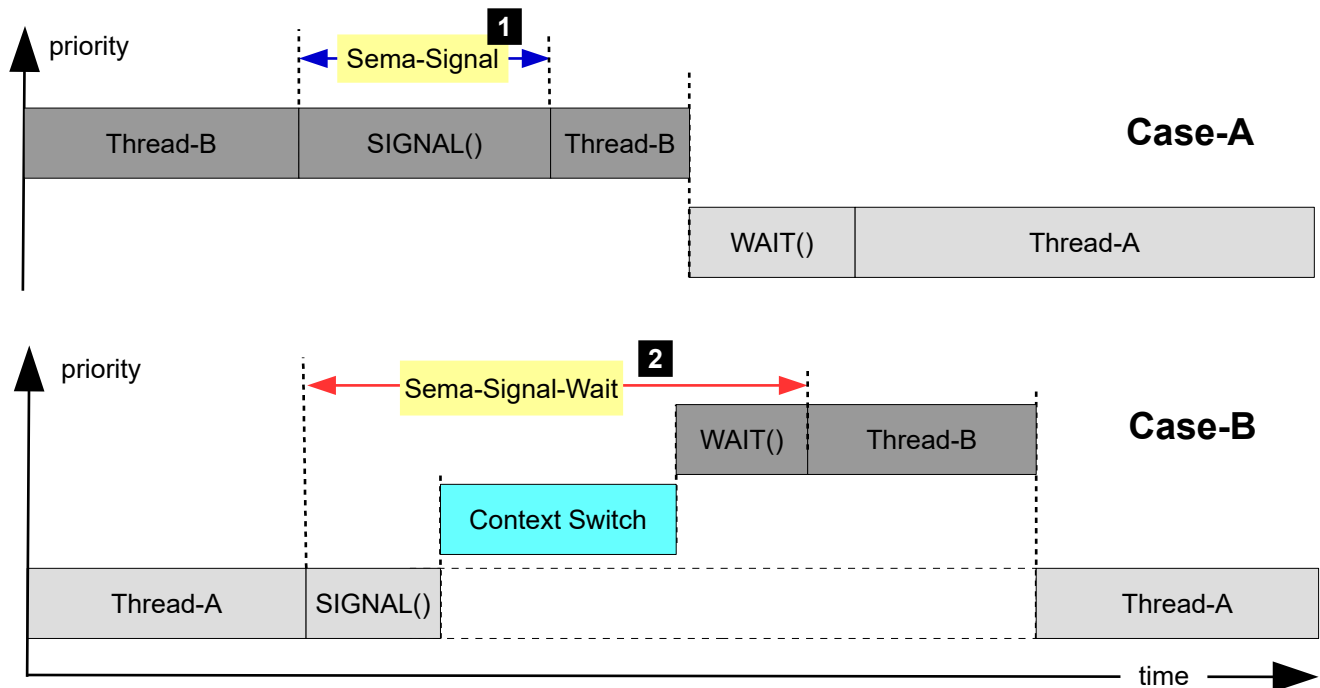 1
priority
Sema-Signal
Thread-B
SIGNAL()
Thread-B
Case-A
WAIT()
Thread-A
2
priority
Sema-Signal-Wait
WAIT()
Thread-B
Case-B
Context Switch
Thread-A
SIGNAL()
Thread-A
time